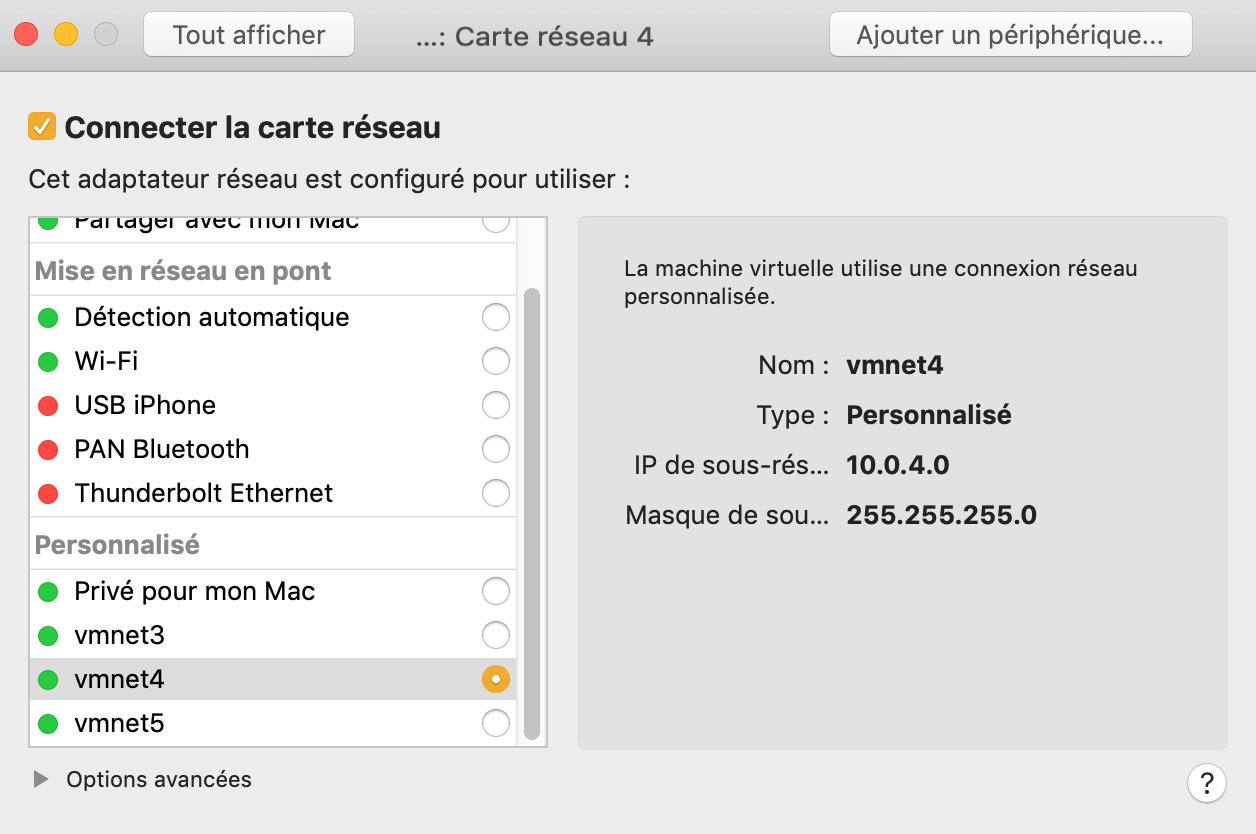 Tout afficher
...: Carte réseau 4
Ajouter un périphérique...
Connecter la carte réseau
Cet adaptateur réseau est configuré pour utiliser :
Partager avec mon Mac
Mise en réseau en pont
Détection automatique
Wi-Fi
USB iPhone
PAN Bluetooth
Thunderbolt Ethernet
Personnalisé
Privé pour mon Mac
vmnet3
vmnet4
vmnet5
La machine virtuelle utilise une connexion réseau
personnalisée.
Nom : vmnet4
Type : Personnalisé
IP de sous-rés... 10.0.4.0
Masque de sou... 255.255.255.0
Options avancées
?